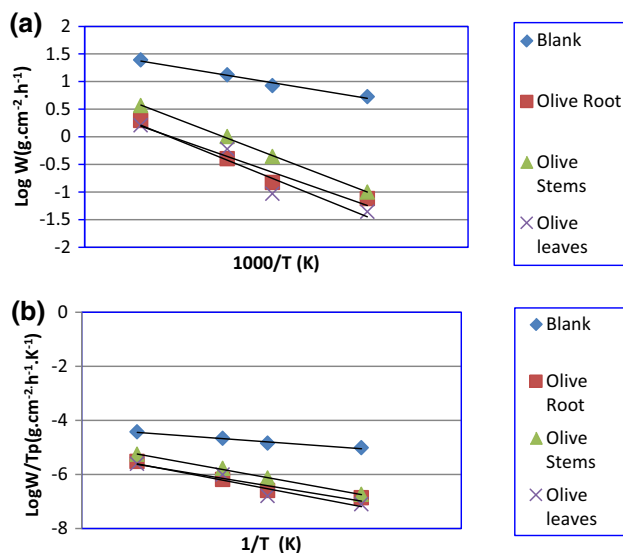 (a)
2
1.5
1
0.5
0
-0.5
-1
-1.5
-2
Log W(g.cm⁻².h⁻¹)
1000/T (K)
Blank
Olive Root
Olive
Stems
Olive
leaves
(b)
0
-2
-4
-6
-8
LogW/Tp(g.cm⁻²·h⁻¹.K⁻¹)
1/T (K)
Blank
Olive
Root
Olive
Stems
Olive
leaves